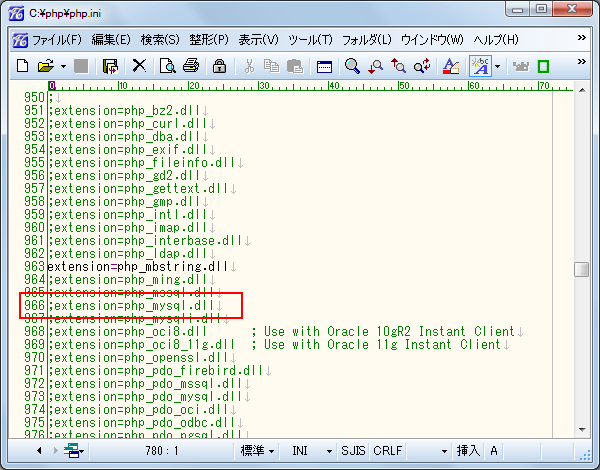 C:¥php¥php.ini
ファイル(F) 編集(E) 検索(S) 整形(P) 表示(V) ツール(T) フォルダ(L) ウインドウ(W) ヘルプ(H) »
abc A »
0 10 20 30 40 50 60 70
950 ;↓
951 ;extension=php_bz2.dll↓
952 ;extension=php_curl.dll↓
953 ;extension=php_dba.dll↓
954 ;extension=php_exif.dll↓
955 ;extension=php_fileinfo.dll↓
956 ;extension=php_gd2.dll↓
957 ;extension=php_gettext.dll↓
958 ;extension=php_gmp.dll↓
959 ;extension=php_intl.dll↓
960 ;extension=php_imap.dll↓
961 ;extension=php_interbase.dll↓
962 ;extension=php_ldap.dll↓
963 extension=php_mbstring.dll↓
964 ;extension=php_ming.dll↓
965 ;extension=php_mssql.dll↓
966 ;extension=php_mysql.dll↓
967 ;extension=php_mysqli.dll↓
968 ;extension=php_oci8.dll ; Use with Oracle 10gR2 Instant Client↓
969 ;extension=php_oci8_11g.dll ; Use with Oracle 11g Instant Client↓
970 ;extension=php_openssl.dll↓
971 ;extension=php_pdo_firebird.dll↓
972 ;extension=php_pdo_mssql.dll↓
973 ;extension=php_pdo_mysql.dll↓
974 ;extension=php_pdo_oci.dll↓
975 ;extension=php_pdo_odbc.dll↓
976 ;extension=php_pdo_pgsql.dll↓
780 : 1 標準 INI SJIS CRLF 挿入 A